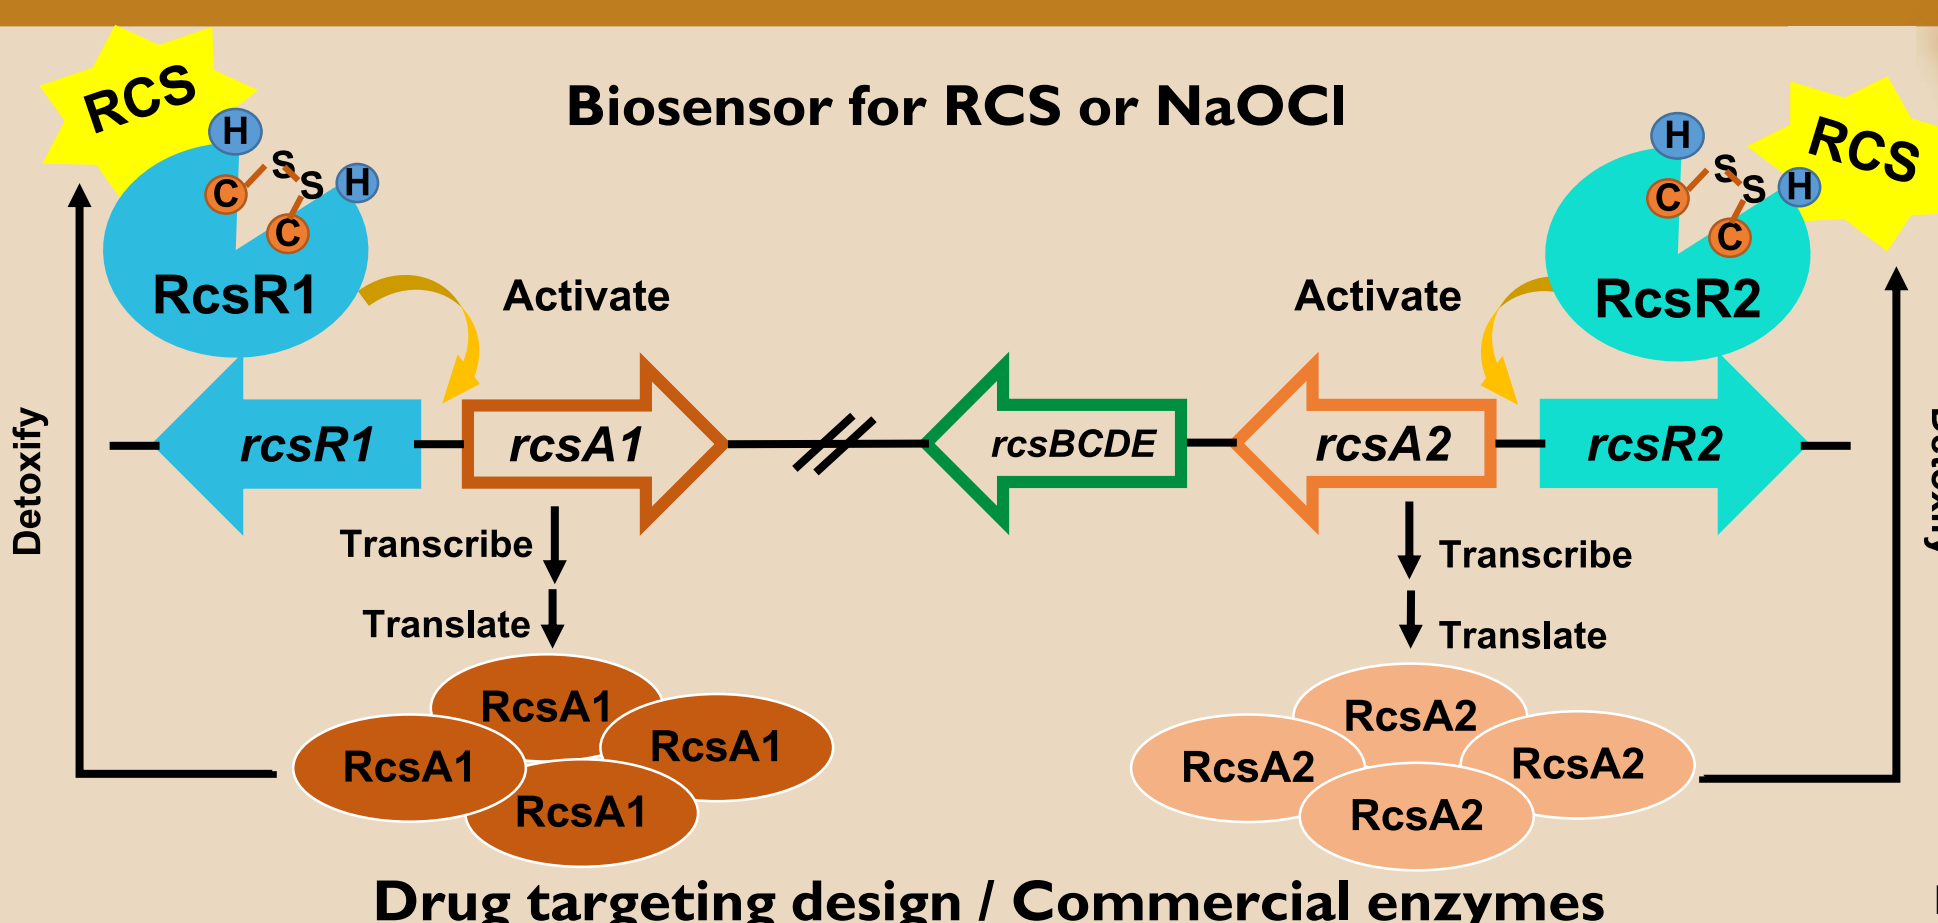 RCS
Biosensor for RCS or NaOCl
RCS
H
S
S
H
C
C
RcsR1
H
S
S
H
C
C
RcsR2
Activate
Activate
Detoxify
rcsR1
rcsA1
rcsBCDE
rcsA2
rcsR2
Transcribe
Translate
Transcribe
Translate
RcsA1
RcsA1
RcsA1
RcsA1
RcsA2
RcsA2
RcsA2
RcsA2
Drug targeting design / Commercial enzymes